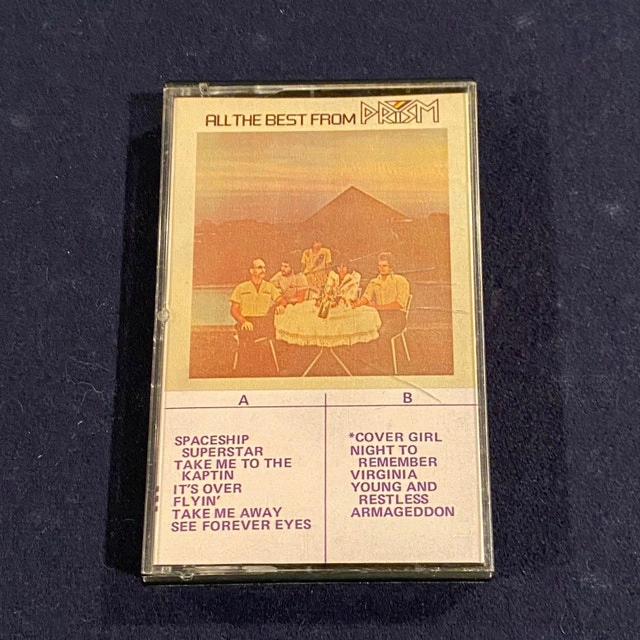 ALL THE BEST FROM PRISM
A
SPACESHIP
SUPERSTAR
TAKE ME TO THE
KAPTIN
IT'S OVER
FLYIN'
TAKE ME AWAY
SEE FOREVER EYES
B
*COVER GIRL
NIGHT TO
REMEMBER
VIRGINIA
YOUNG AND
RESTLESS
ARMAGEDDON